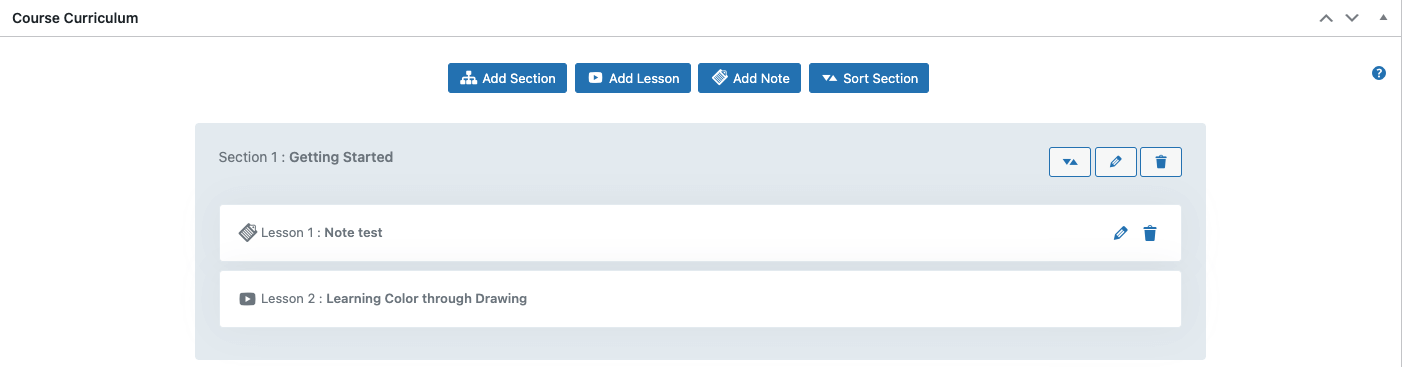 Course Curriculum
Add Section Add Lesson Add Note Sort Section
?
Section 1 : Getting Started
Lesson 1 : Note test
Lesson 2 : Learning Color through Drawing